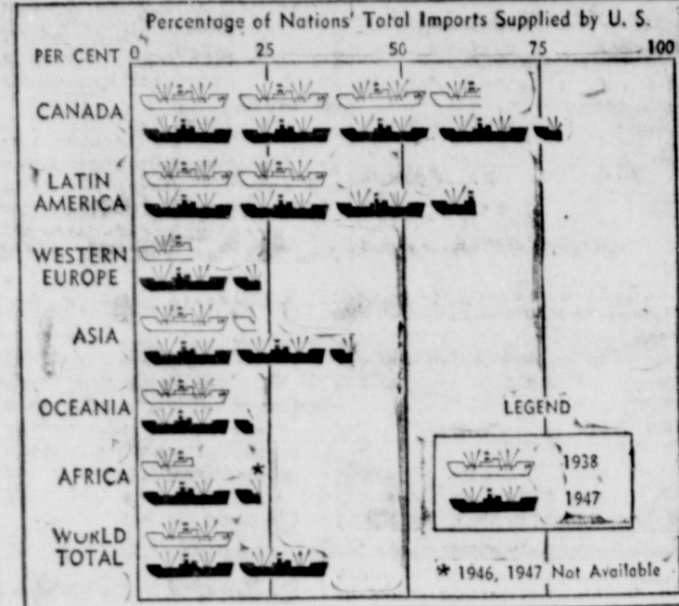 Percentage of Nations' Total Imports Supplied by U. S.
PER CENT 0 25 50 75 100
CANADA
LATIN
AMERICA
WESTERN
EUROPE
ASIA
OCEANIA
AFRICA *
WORLD
TOTAL
LEGEND
1938
1947
* 1946, 1947 Not Available